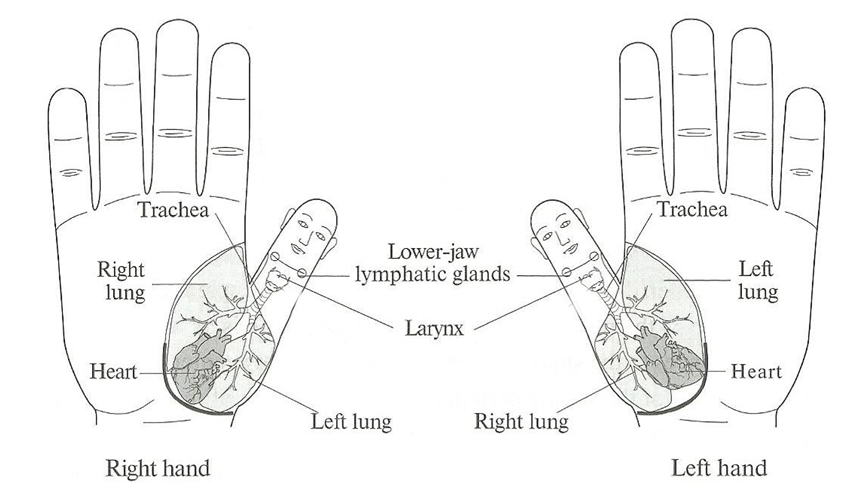 Trachea
Right
lung
Heart
Left lung
Right hand
Lower-jaw
lymphatic glands
Larynx
Trachea
Left
lung
Heart
Right lung
Left hand